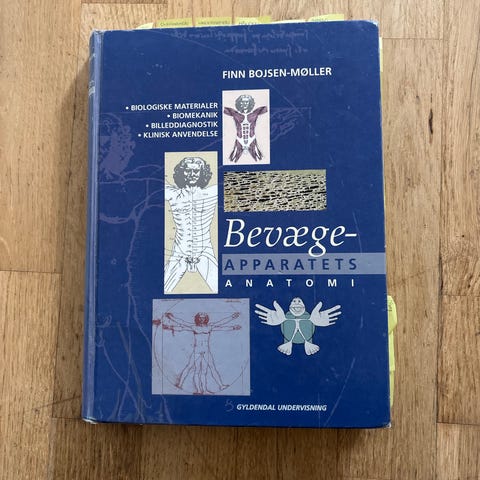 FINN BOJSEN-MØLLER
• BIOLOGISKE MATERIALER
• BIOMEKANIK
• BILLEDDIAGNOSTIK
• KLINISK ANVENDELSE
Bevæge-
APPARATETS
ANATOMI
GYLDENDAL UNDERVISNING